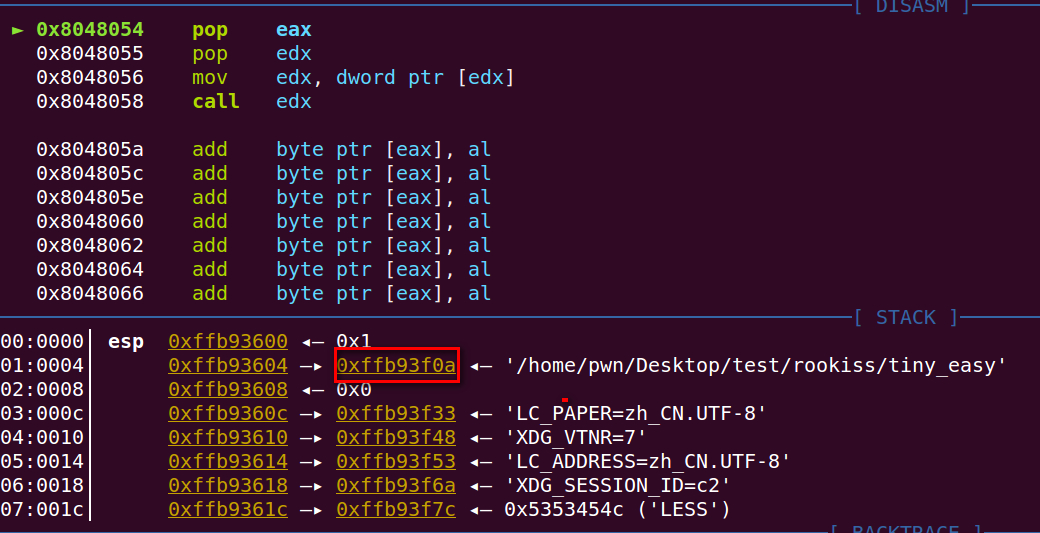 [ DISASM ]
► 0x8048054 pop eax
0x8048055 pop edx
0x8048056 mov edx, dword ptr [edx]
0x8048058 call edx
0x804805a add byte ptr [eax], al
0x804805c add byte ptr [eax], al
0x804805e add byte ptr [eax], al
0x8048060 add byte ptr [eax], al
0x8048062 add byte ptr [eax], al
0x8048064 add byte ptr [eax], al
0x8048066 add byte ptr [eax], al
[ STACK ]
00:0000│ esp 0xffb93600 ◂— 0x1
01:0004│ 0xffb93604 —▸ 0xffb93f0a ◂— '/home/pwn/Desktop/test/rookiss/tiny_easy'
02:0008│ 0xffb93608 ◂— 0x0
03:000c│ 0xffb9360c —▸ 0xffb93f33 ◂— 'LC_PAPER=zh_CN.UTF-8'
04:0010│ 0xffb93610 —▸ 0xffb93f48 ◂— 'XDG_VTNR=7'
05:0014│ 0xffb93614 —▸ 0xffb93f53 ◂— 'LC_ADDRESS=zh_CN.UTF-8'
06:0018│ 0xffb93618 —▸ 0xffb93f6a ◂— 'XDG_SESSION_ID=c2'
07:001c│ 0xffb9361c —▸ 0xffb93f7c ◂— 0x5353454c ('LESS')
[ BACKTRACE ]